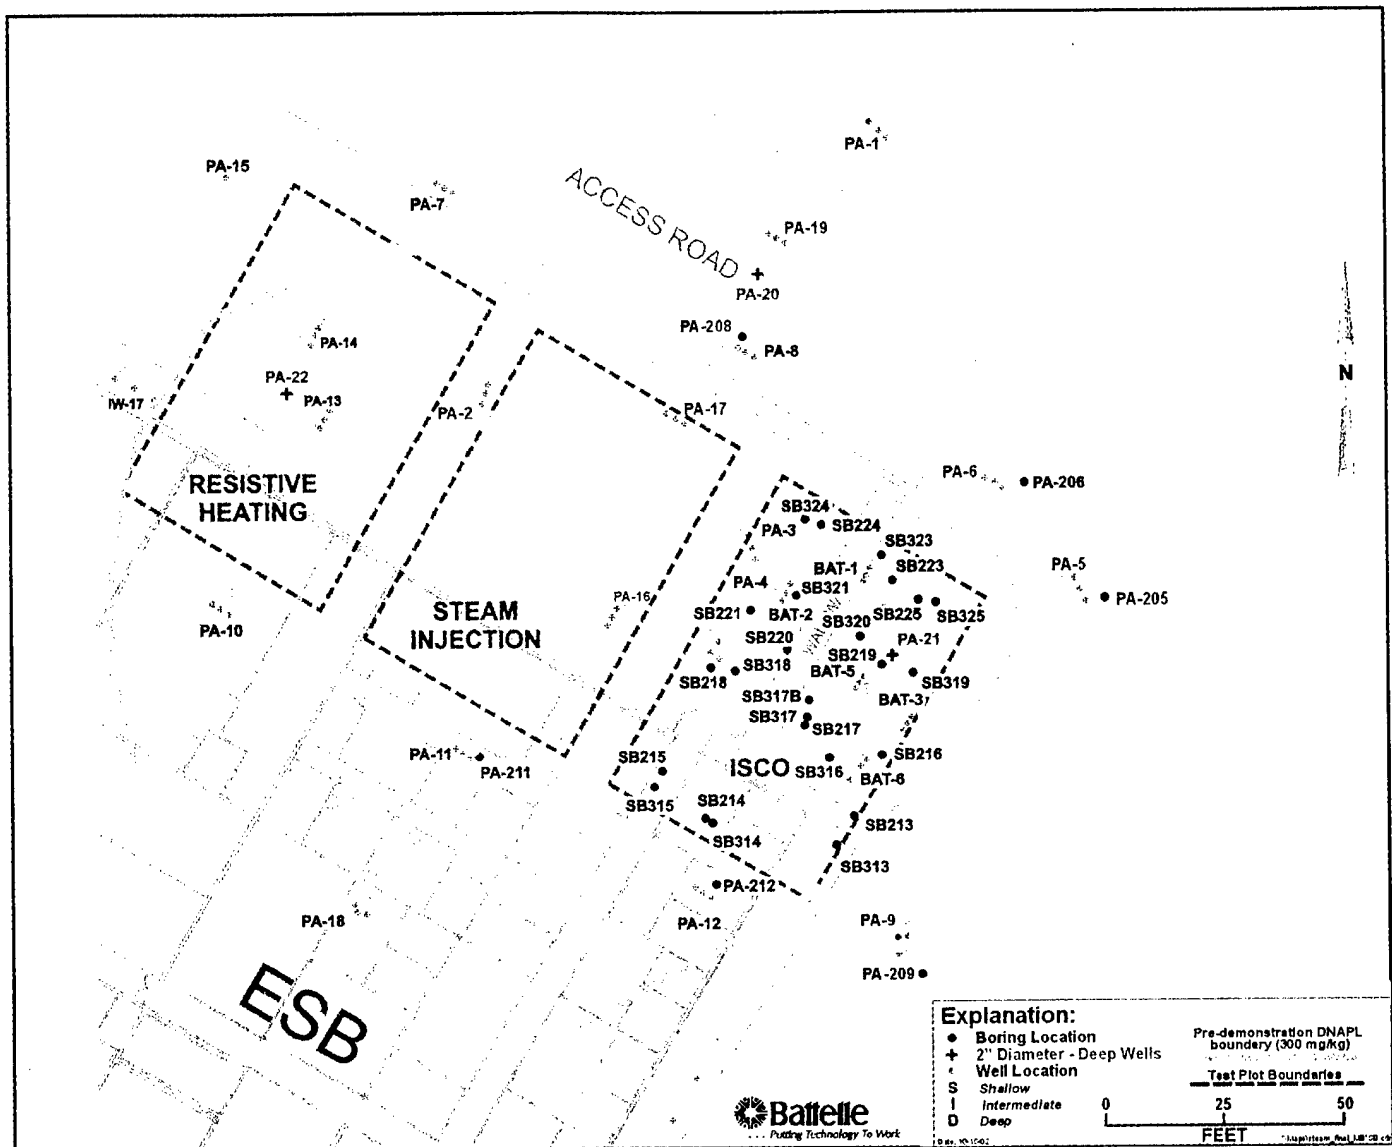 PA-1
PA-15
PA-7
ACCESS ROAD
PA-19
PA-20
PA-208
PA-8
PA-14
PA-22
PA-13
IW-17
PA-2
PA-17
N
RESISTIVE
HEATING
PA-6
PA-206
SB324
PA-3
SB224
SB323
BAT-1
SB223
PA-5
PA-205
PA-4
SB321
SB221
BAT-2
SB225
SB325
SB320
PA-21
PA-16
PA-10
STEAM
INJECTION
SB220
SB219
SB318
SB218
BAT-5
SB319
SB317B
BAT-3
SB317
SB217
PA-11
PA-211
SB215
ISCO
SB316
SB216
BAT-6
SB315
SB214
SB314
SB213
SB313
PA-212
PA-12
PA-18
PA-9
PA-209
ESB
Explanation:
Boring Location
2" Diameter - Deep Wells
Well Location
S Shallow
I Intermediate
D Deep
Pre-demonstration DNAPL
boundery (300 mg/kg)
Test Plot Boundaries
0 25 50
FEET
Battelle
... Putting Technology To Work